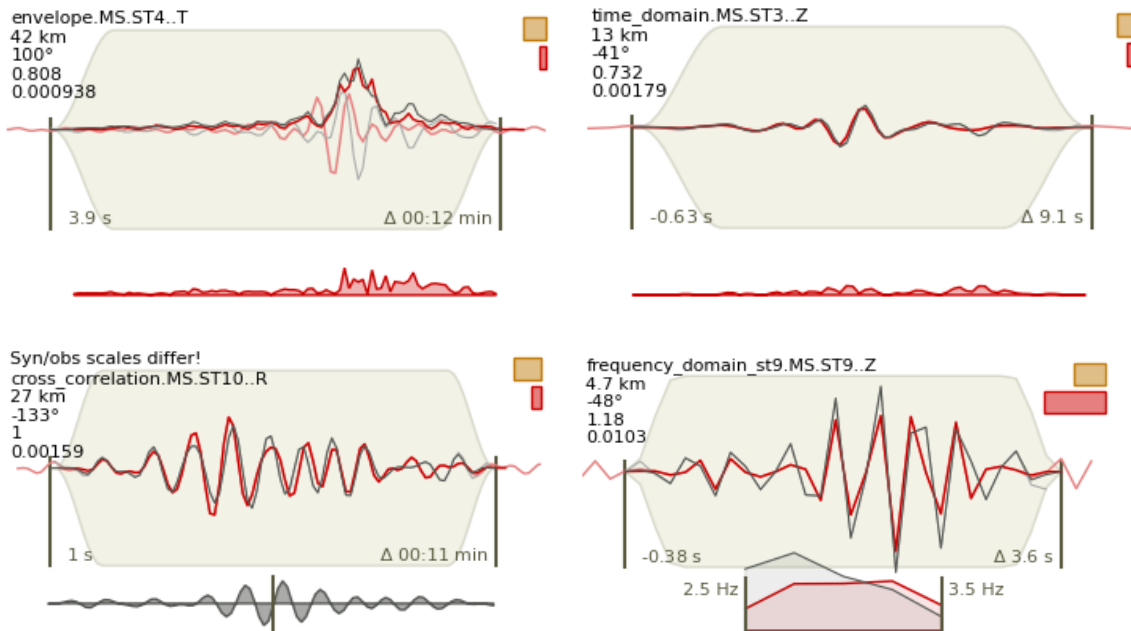 envelope.MS.ST4..T
42 km
100°
0.808
0.000938
3.9 s
Δ 00:12 min
time_domain.MS.ST3..Z
13 km
-41°
0.732
0.00179
-0.63 s
Δ 9.1 s
Syn/obs scales differ!
cross_correlation.MS.ST10..R
27 km
-133°
1
0.00159
1 s
Δ 00:11 min
frequency_domain_st9.MS.ST9..Z
4.7 km
-48°
1.18
0.0103
-0.38 s
Δ 3.6 s
2.5 Hz
3.5 Hz